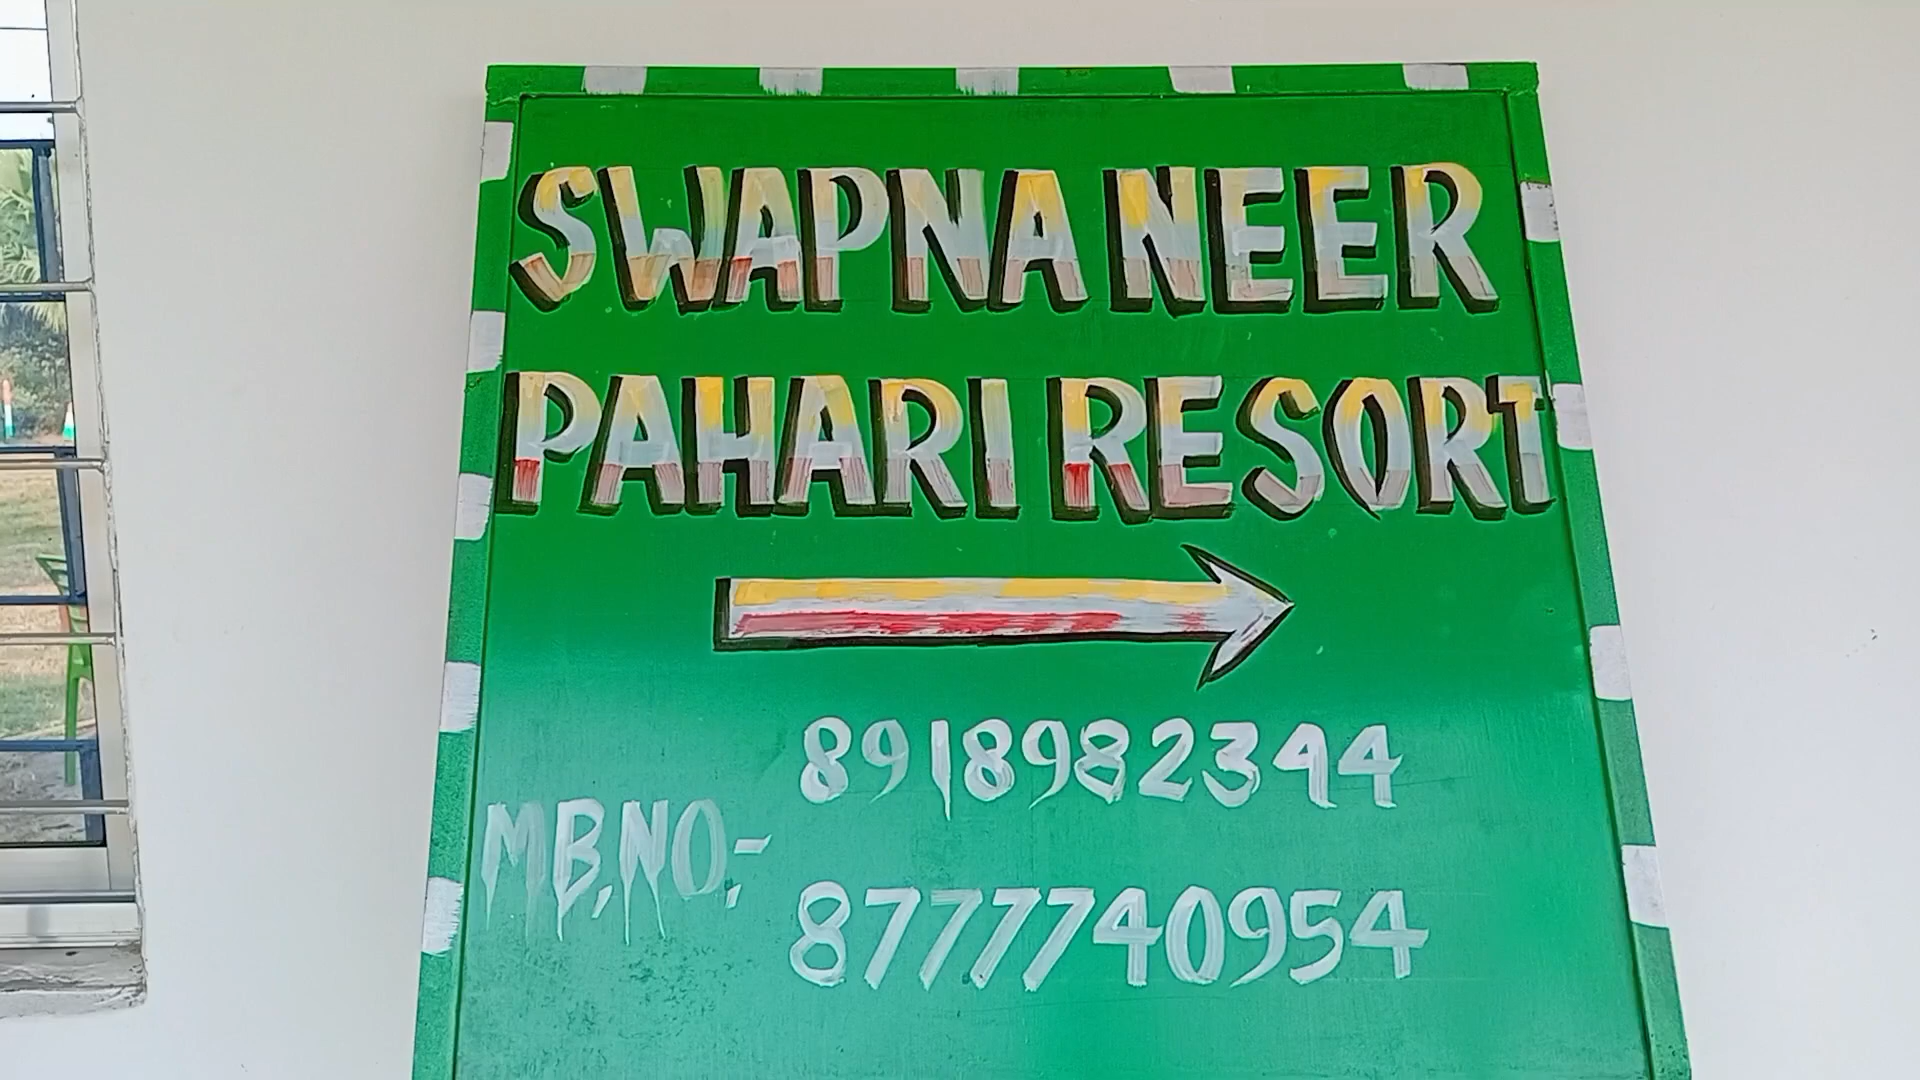 SWAPNA NEER
PAHARI RESORT
8918982344
MB,NO,-
8777740954